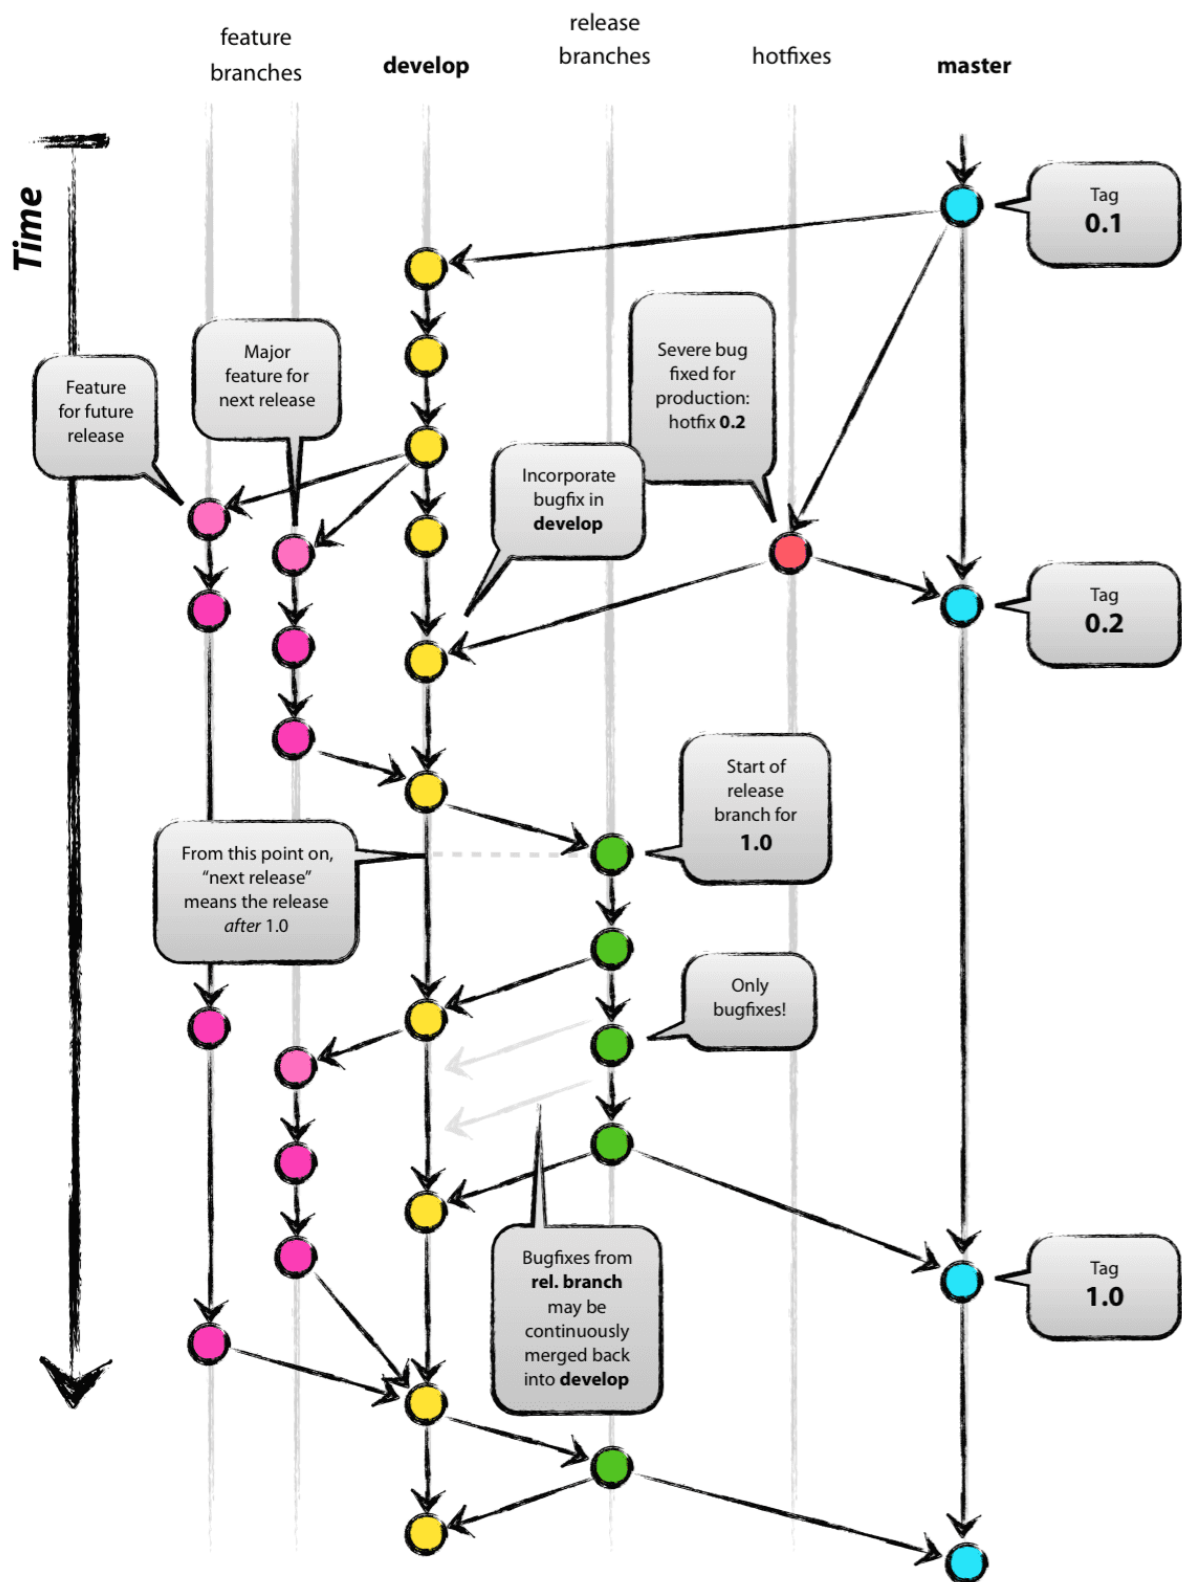 feature
branches
develop
release
branches
hotfixes
master
Time
Tag
0.1
Feature
for future
release
Major
feature for
next release
Severe bug
fixed for
production:
hotfix 0.2
Incorporate
bugfix in
develop
Tag
0.2
Start of
release
branch for
1.0
From this point on,
“next release”
means the release
after 1.0
Only
bugfixes!
Bugfixes from
rel. branch
may be
continuously
merged back
into develop
Tag
1.0